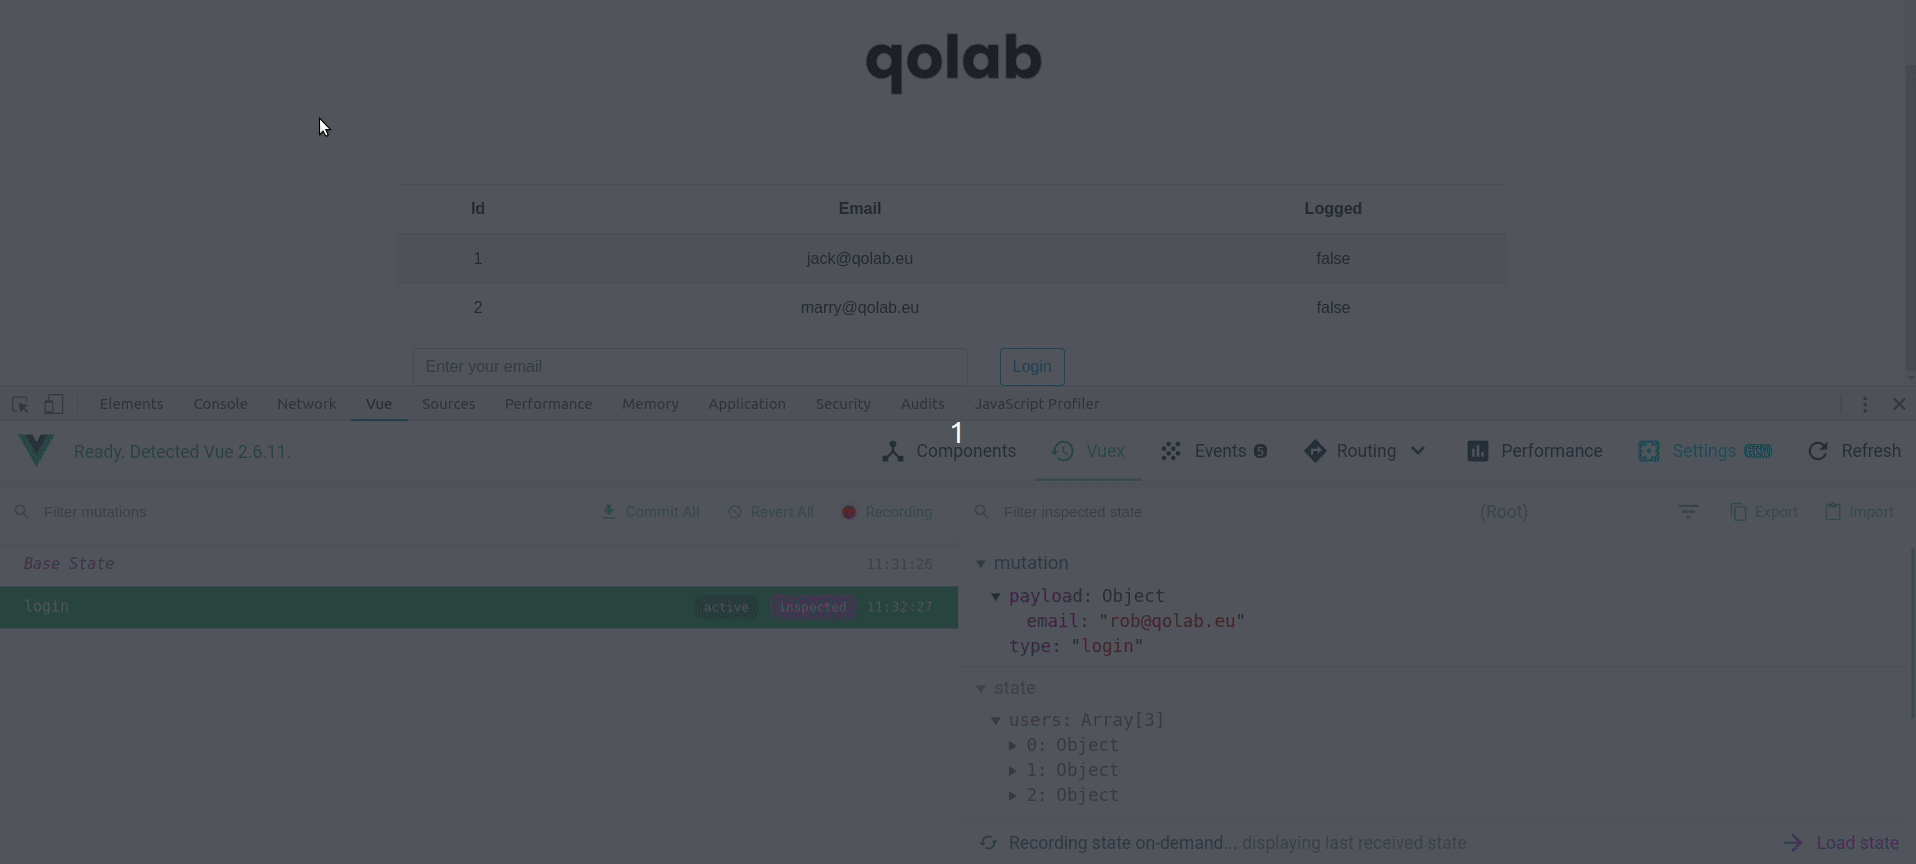 qolab
Id Email Logged
1 jack@qolab.eu false
2 marry@qolab.eu false
Enter your email Login
Elements Console Network Vue Sources Performance Memory Application Security Audits JavaScript Profiler
1
Ready. Detected Vue 2.6.11. Components Vuex Events 5 Routing Performance Settings Refresh
Filter mutations Commit All Revert All Recording Filter inspected state (Root) Export Import
Base State 11:31:26
login active inspected 11:32:27
mutation
payload: Object
email: "rob@qolab.eu"
type: "login"
state
users: Array[3]
0: Object
1: Object
2: Object
Recording state on-demand... displaying last received state Load state